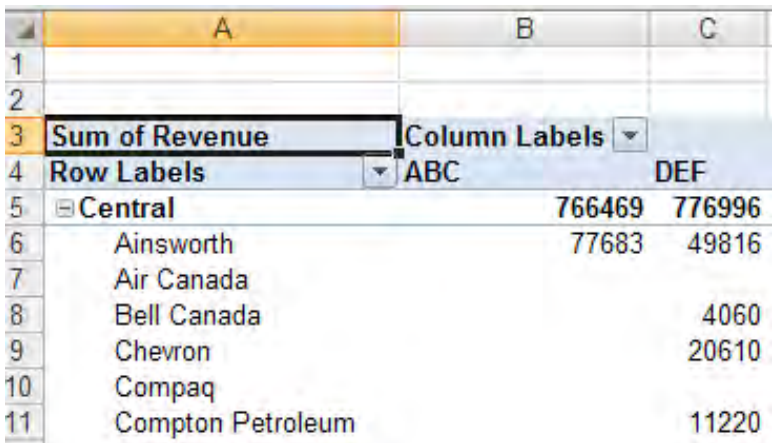 A B C
1
2
3 Sum of Revenue Column Labels
4 Row Labels ABC DEF
5 Central 766469 776996
6 Ainsworth 77683 49816
7 Air Canada
8 Bell Canada 4060
9 Chevron 20610
10 Compaq
11 Compton Petroleum 11220